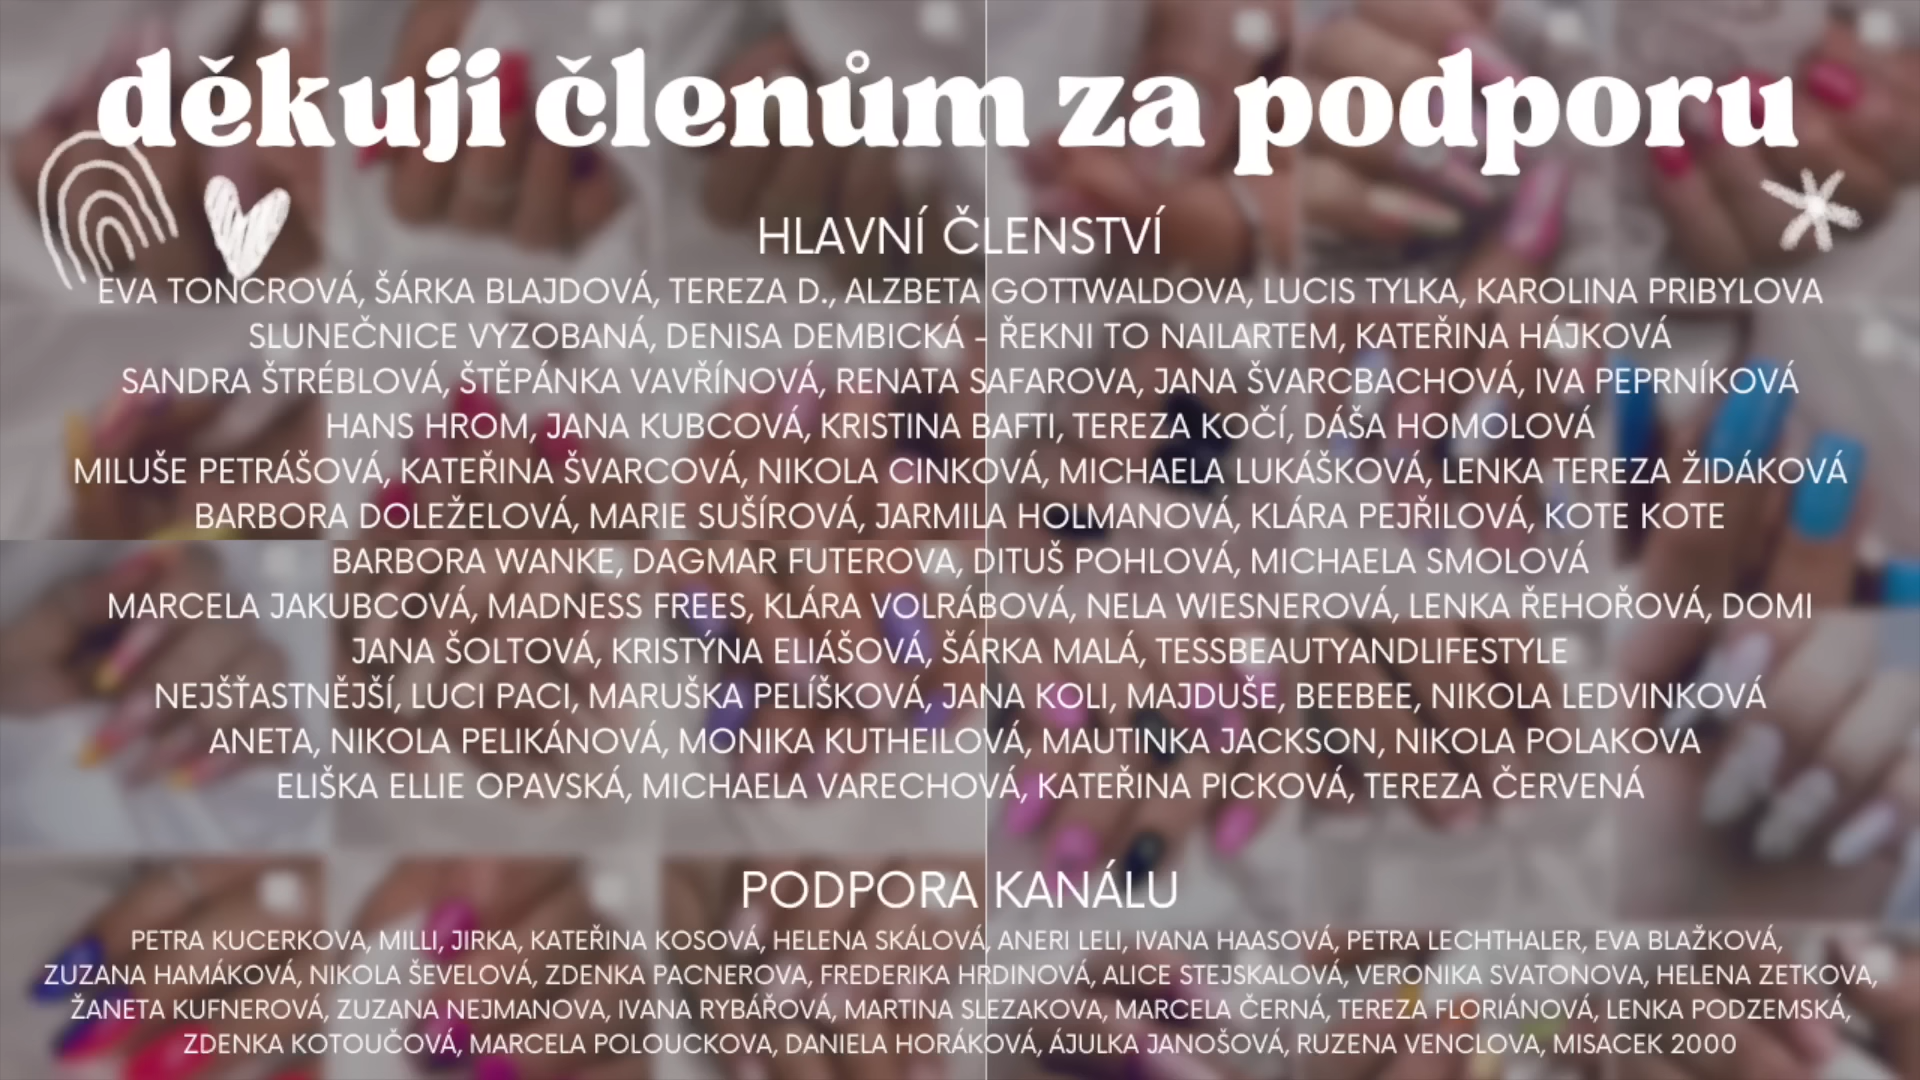 děkuji členům za podporu
HLAVNÍ ČLENSTVÍ
EVA TONCROVÁ, ŠÁRKA BLAJDOVÁ, TEREZA D., ALZBETA GOTTWALDOVA, LUCIS TYLKA, KAROLINA PRIBYLOVA
SLUNEČNICE VYZOBANÁ, DENISA DEMBICKÁ - ŘEKNI TO NAILARTEM, KATEŘINA HÁJKOVÁ
SANDRA ŠTRÉBLOVÁ, ŠTĚPÁNKA VAVŘÍNOVÁ, RENATA SAFAROVA, JANA ŠVARCBACHOVÁ, IVA PEPRNÍKOVÁ
HANS HROM, JANA KUBCOVÁ, KRISTINA BAFTI, TEREZA KOČÍ, DÁŠA HOMOLOVÁ
MILUŠE PETRÁŠOVÁ, KATEŘINA ŠVARCOVÁ, NIKOLA CINKOVÁ, MICHAELA LUKÁŠKOVÁ, LENKA TEREZA ŽIDÁKOVÁ
BARBORA DOLEŽELOVÁ, MARIE SUŠÍROVÁ, JARMILA HOLMANOVÁ, KLÁRA PEJŘILOVÁ, KOTE KOTE
BARBORA WANKE, DAGMAR FUTEROVA, DITUŠ POHLOVÁ, MICHAELA SMOLOVÁ
MARCELA JAKUBCOVÁ, MADNESS FREES, KLÁRA VOLRÁBOVÁ, NELA WIESNEROVÁ, LENKA ŘEHOŘOVÁ, DOMI
JANA ŠOLTOVÁ, KRISTÝNA ELIÁŠOVÁ, ŠÁRKA MALÁ, TESSBEAUTYANDLIFESTYLE
NEJŠŤASTNĚJŠÍ, LUCI PACI, MARUŠKA PELÍŠKOVÁ, JANA KOLI, MAJDUŠE, BEEBEE, NIKOLA LEDVINKOVÁ
ANETA, NIKOLA PELIKÁNOVÁ, MONIKA KUTHEILOVÁ, MAUTINKA JACKSON, NIKOLA POLAKOVA
ELIŠKA ELLIE OPAVSKÁ, MICHAELA VARECHOVÁ, KATEŘINA PICKOVÁ, TEREZA ČERVENÁ
PODPORA KANÁLU
PETRA KUCERKOVA, MILLI, JIRKA, KATEŘINA KOSOVÁ, HELENA SKÁLOVÁ, ANERI LELI, IVANA HAASOVÁ, PETRA LECHTHALER, EVA BLAŽKOVÁ,
ZUZANA HAMÁKOVÁ, NIKOLA ŠEVELOVÁ, ZDENKA PACNEROVA, FREDERIKA HRDINOVÁ, ALICE STEJSKALOVÁ, VERONIKA SVATONOVA, HELENA ZETKOVA,
ŽANETA KUFNEROVÁ, ZUZANA NEJMANOVA, IVANA RYBÁŘOVÁ, MARTINA SLEZAKOVA, MARCELA ČERNÁ, TEREZA FLORIÁNOVÁ, LENKA PODZEMSKÁ,
ZDENKA KOTOUČOVÁ, MARCELA POLOUCKOVA, DANIELA HORÁKOVÁ, ÁJULKA JANOŠOVÁ, RUZENA VENCLOVA, MISACEK 2000